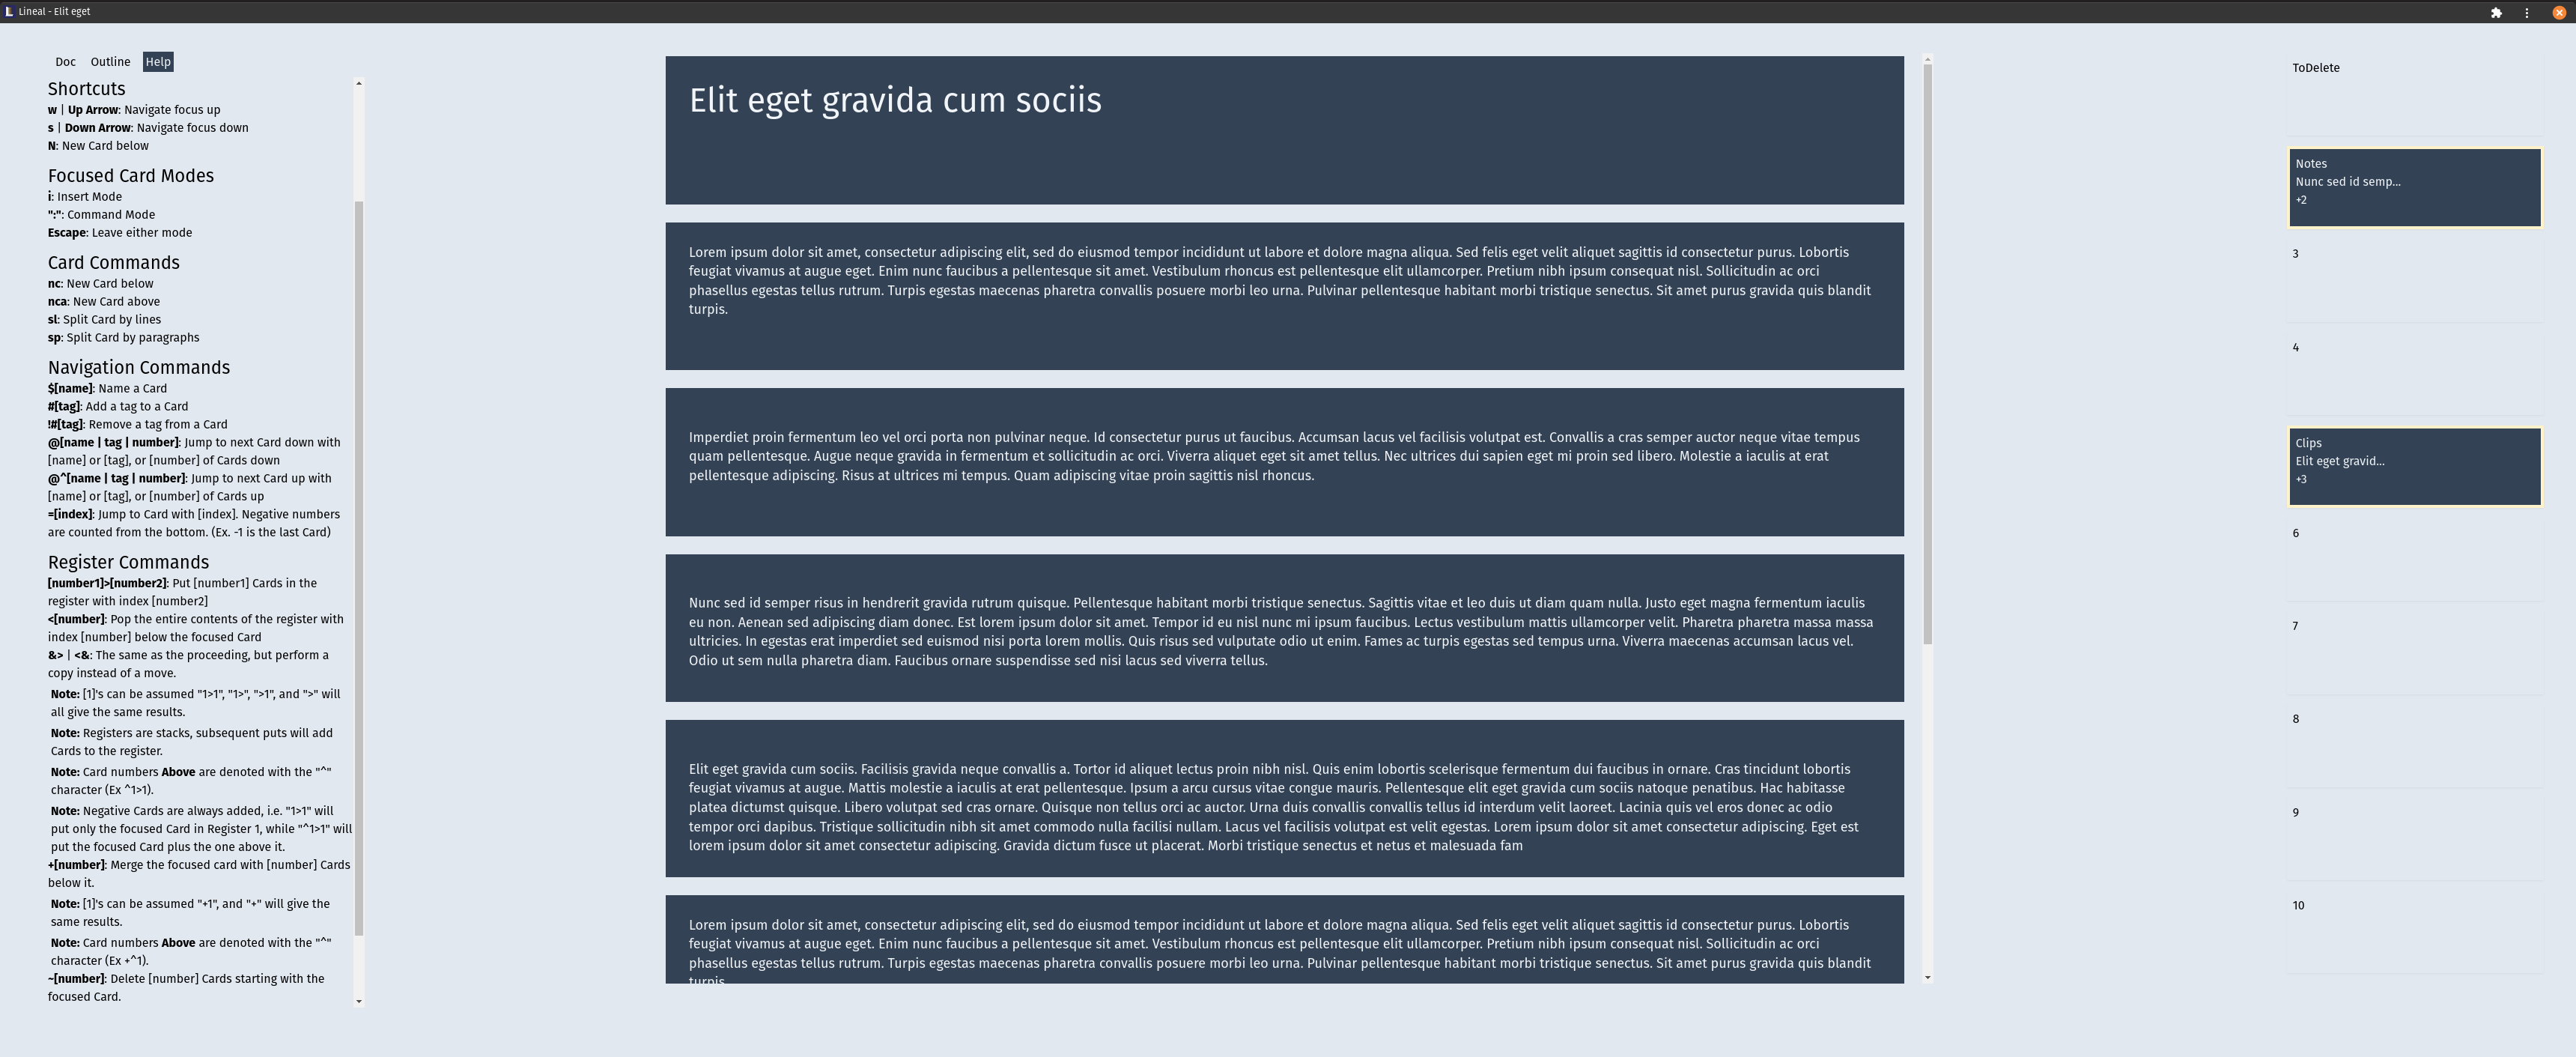 Lineal - Elit eget
Doc Outline Help
Shortcuts
w | Up Arrow: Navigate focus up
s | Down Arrow: Navigate focus down
N: New Card below
Focused Card Modes
i: Insert Mode
":": Command Mode
Escape: Leave either mode
Card Commands
nc: New Card below
nca: New Card above
sl: Split Card by lines
sp: Split Card by paragraphs
Navigation Commands
$[name]: Name a Card
#[tag]: Add a tag to a Card
!#[tag]: Remove a tag from a Card
@[name | tag | number]: Jump to next Card down with
[name] or [tag], or [number] of Cards down
@^[name | tag | number]: Jump to next Card up with
[name] or [tag], or [number] of Cards up
=[index]: Jump to Card with [index]. Negative numbers
are counted from the bottom. (Ex. -1 is the last Card)
Register Commands
[number1]>[number2]: Put [number1] Cards in the
register with index [number2]
<[number]: Pop the entire contents of the register with
index [number] below the focused Card
&> | <&: The same as the proceeding, but perform a
copy instead of a move.
Note: [1]'s can be assumed "1>1", "1>", ">1", and ">" will
all give the same results.
Note: Registers are stacks, subsequent puts will add
Cards to the register.
Note: Card numbers Above are denoted with the "^"
character (Ex ^1>1).
Note: Negative Cards are always added, i.e. "1>1" will
put only the focused Card in Register 1, while "^1>1" will
put the focused Card plus the one above it.
+[number]: Merge the focused card with [number] Cards
below it.
Note: [1]'s can be assumed "+1", and "+" will give the
same results.
Note: Card numbers Above are denoted with the "^"
character (Ex +^1).
~[number]: Delete [number] Cards starting with the
focused Card.
Elit eget gravida cum sociis
Lorem ipsum dolor sit amet, consectetur adipiscing elit, sed do eiusmod tempor incididunt ut labore et dolore magna aliqua. Sed felis eget velit aliquet sagittis id consectetur purus. Lobortis
feugiat vivamus at augue eget. Enim nunc faucibus a pellentesque sit amet. Vestibulum rhoncus est pellentesque elit ullamcorper. Pretium nibh ipsum consequat nisl. Sollicitudin ac orci
phasellus egestas tellus rutrum. Turpis egestas maecenas pharetra convallis posuere morbi leo urna. Pulvinar pellentesque habitant morbi tristique senectus. Sit amet purus gravida quis blandit
turpis.
Imperdiet proin fermentum leo vel orci porta non pulvinar neque. Id consectetur purus ut faucibus. Accumsan lacus vel facilisis volutpat est. Convallis a cras semper auctor neque vitae tempus
quam pellentesque. Augue neque gravida in fermentum et sollicitudin ac orci. Viverra aliquet eget sit amet tellus. Nec ultrices dui sapien eget mi proin sed libero. Molestie a iaculis at erat
pellentesque adipiscing. Risus at ultrices mi tempus. Quam adipiscing vitae proin sagittis nisl rhoncus.
Nunc sed id semper risus in hendrerit gravida rutrum quisque. Pellentesque habitant morbi tristique senectus. Sagittis vitae et leo duis ut diam quam nulla. Justo eget magna fermentum iaculis
eu non. Aenean sed adipiscing diam donec. Est lorem ipsum dolor sit amet. Tempor id eu nisl nunc mi ipsum faucibus. Lectus vestibulum mattis ullamcorper velit. Pharetra pharetra massa massa
ultricies. In egestas erat imperdiet sed euismod nisi porta lorem mollis. Quis risus sed vulputate odio ut enim. Fames ac turpis egestas sed tempus urna. Viverra maecenas accumsan lacus vel.
Odio ut sem nulla pharetra diam. Faucibus ornare suspendisse sed nisi lacus sed viverra tellus.
Elit eget gravida cum sociis. Facilisis gravida neque convallis a. Tortor id aliquet lectus proin nibh nisl. Quis enim lobortis scelerisque fermentum dui faucibus in ornare. Cras tincidunt lobortis
feugiat vivamus at augue. Mattis molestie a iaculis at erat pellentesque. Ipsum a arcu cursus vitae congue mauris. Pellentesque elit eget gravida cum sociis natoque penatibus. Hac habitasse
platea dictumst quisque. Libero volutpat sed cras ornare. Quisque non tellus orci ac auctor. Urna duis convallis convallis tellus id interdum velit laoreet. Lacinia quis vel eros donec ac odio
tempor orci dapibus. Tristique sollicitudin nibh sit amet commodo nulla facilisi nullam. Lacus vel facilisis volutpat est velit egestas. Lorem ipsum dolor sit amet consectetur adipiscing. Eget est
lorem ipsum dolor sit amet consectetur adipiscing. Gravida dictum fusce ut placerat. Morbi tristique senectus et netus et malesuada fam
Lorem ipsum dolor sit amet, consectetur adipiscing elit, sed do eiusmod tempor incididunt ut labore et dolore magna aliqua. Sed felis eget velit aliquet sagittis id consectetur purus. Lobortis
feugiat vivamus at augue eget. Enim nunc faucibus a pellentesque sit amet. Vestibulum rhoncus est pellentesque elit ullamcorper. Pretium nibh ipsum consequat nisl. Sollicitudin ac orci
phasellus egestas tellus rutrum. Turpis egestas maecenas pharetra convallis posuere morbi leo urna. Pulvinar pellentesque habitant morbi tristique senectus. Sit amet purus gravida quis blandit
turpis.
ToDelete
Notes
Nunc sed id semp...
+2
3
4
Clips
Elit eget gravid...
+3
6
7
8
9
10